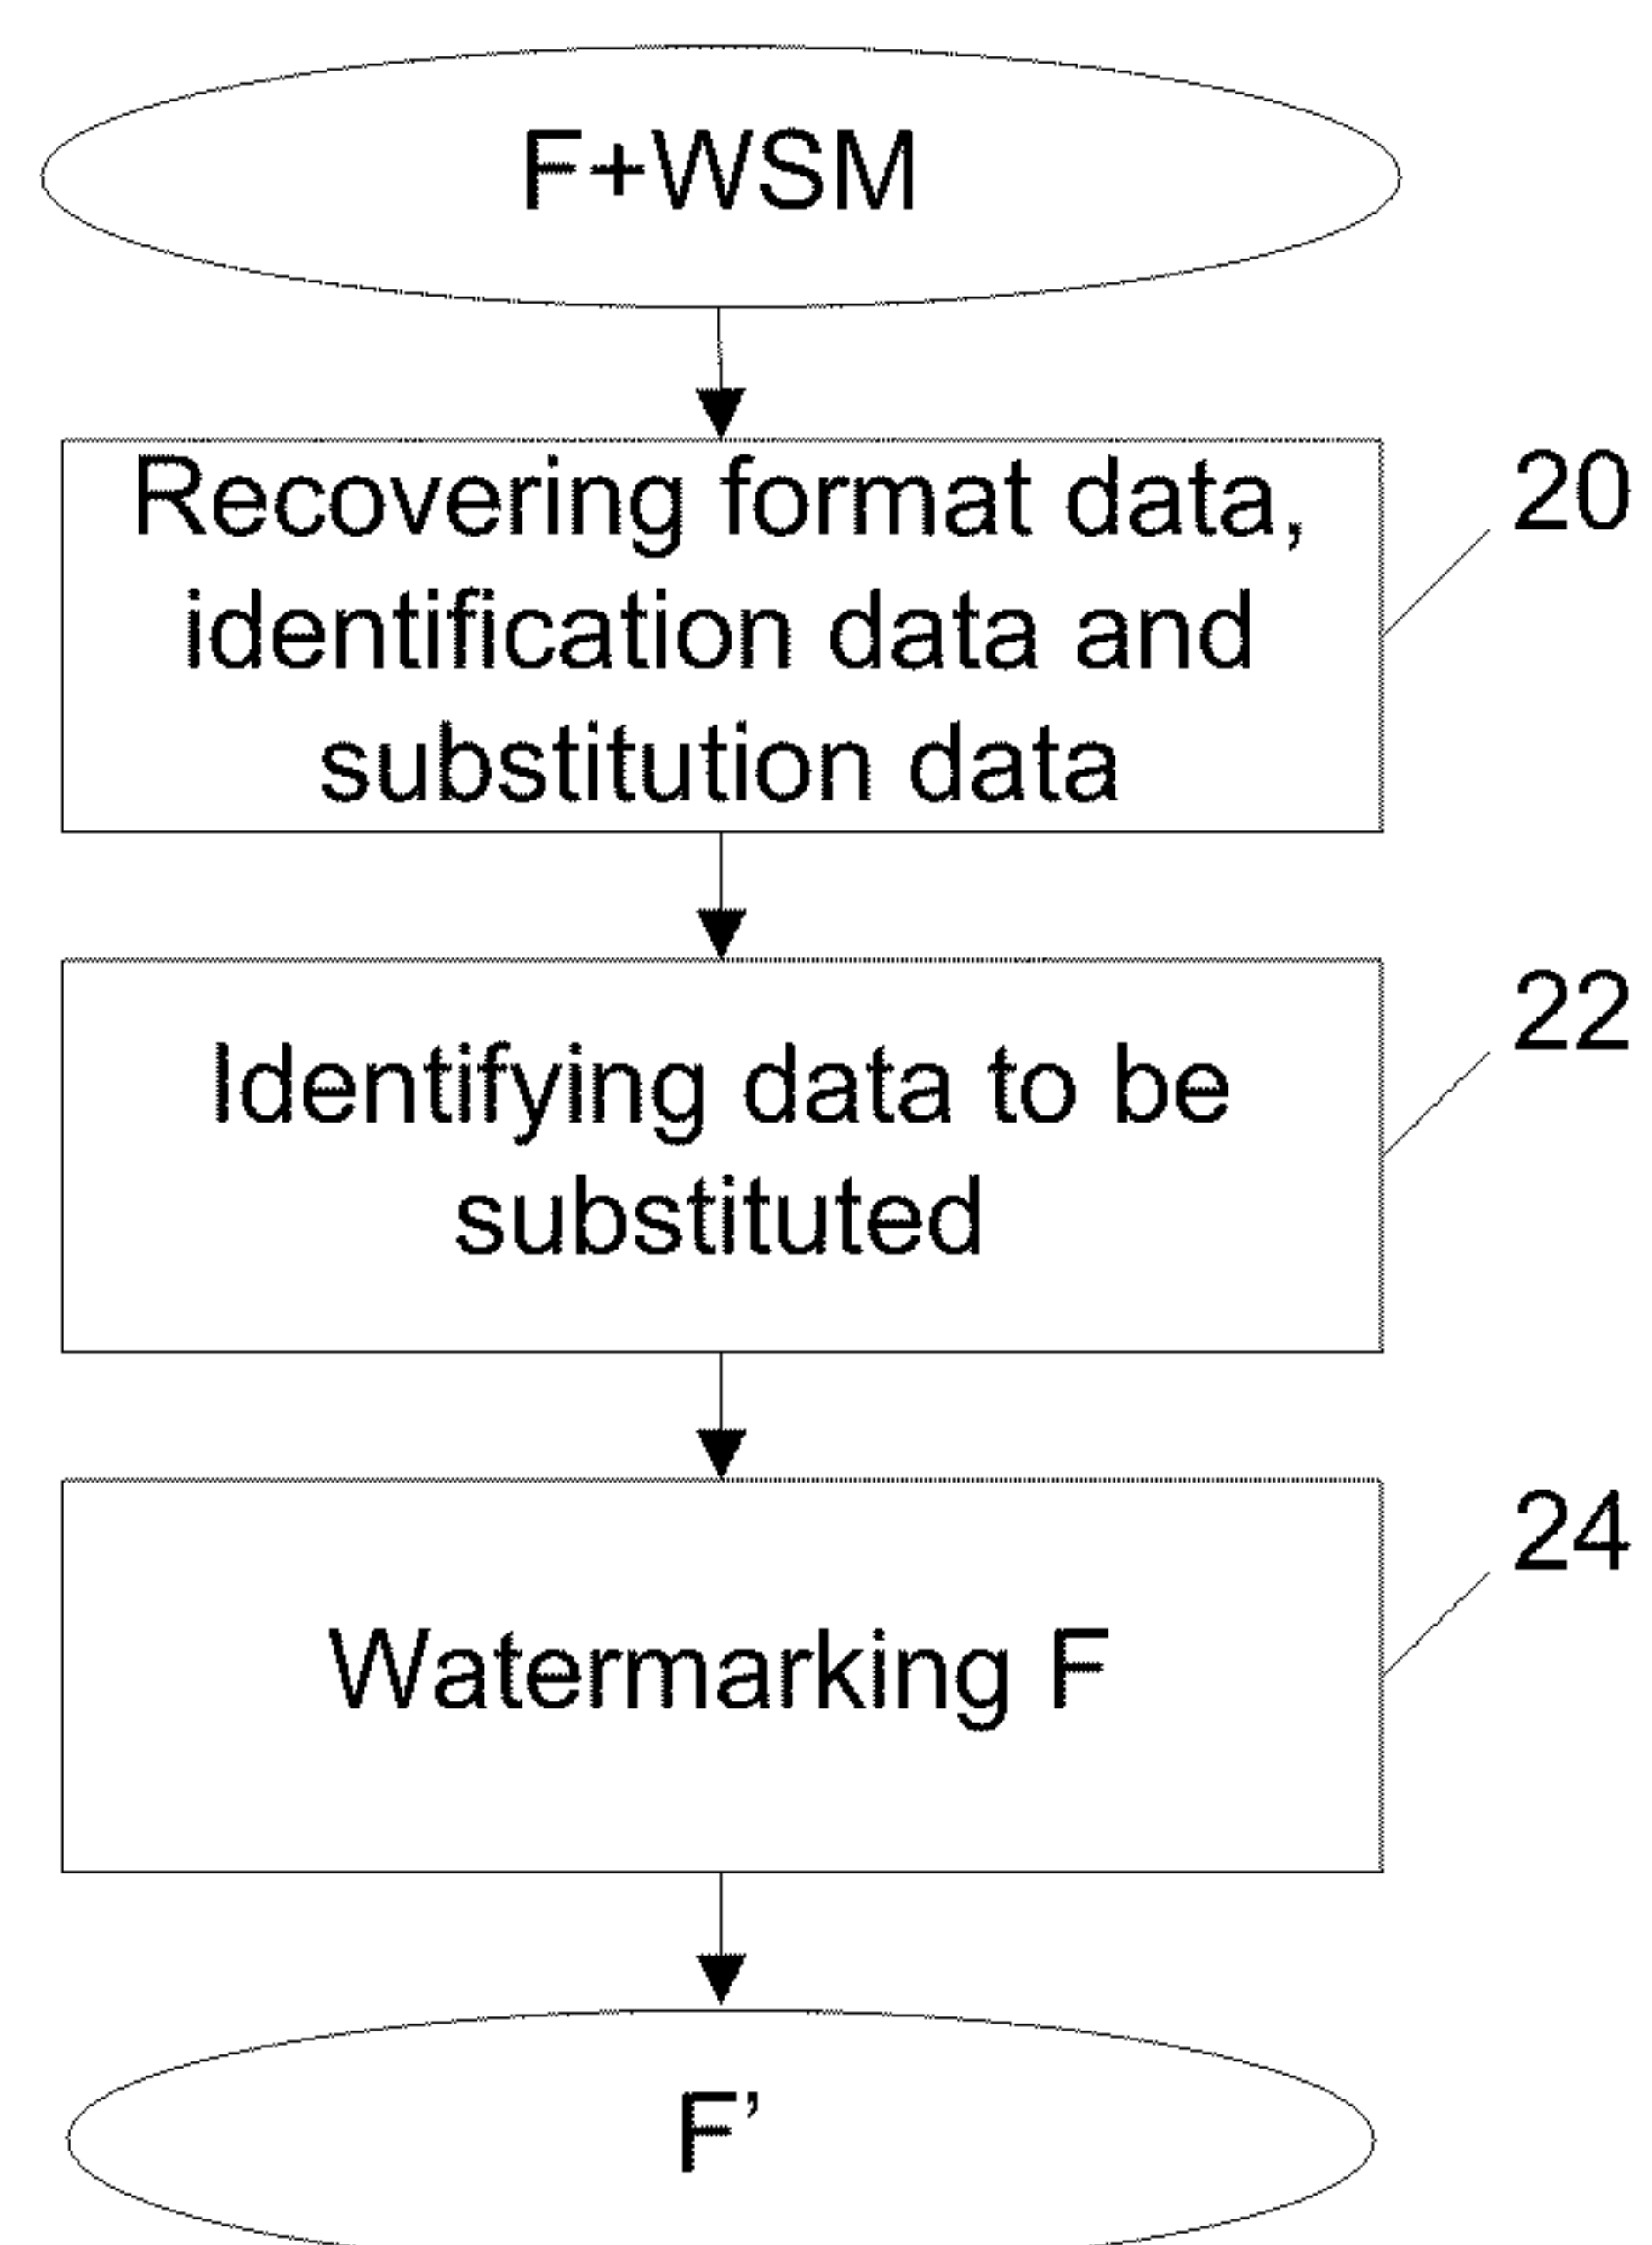 F+WSM
Recovering format data,
identification data and
substitution data
20
Identifying data to be
substituted
22
Watermarking F
24
F’